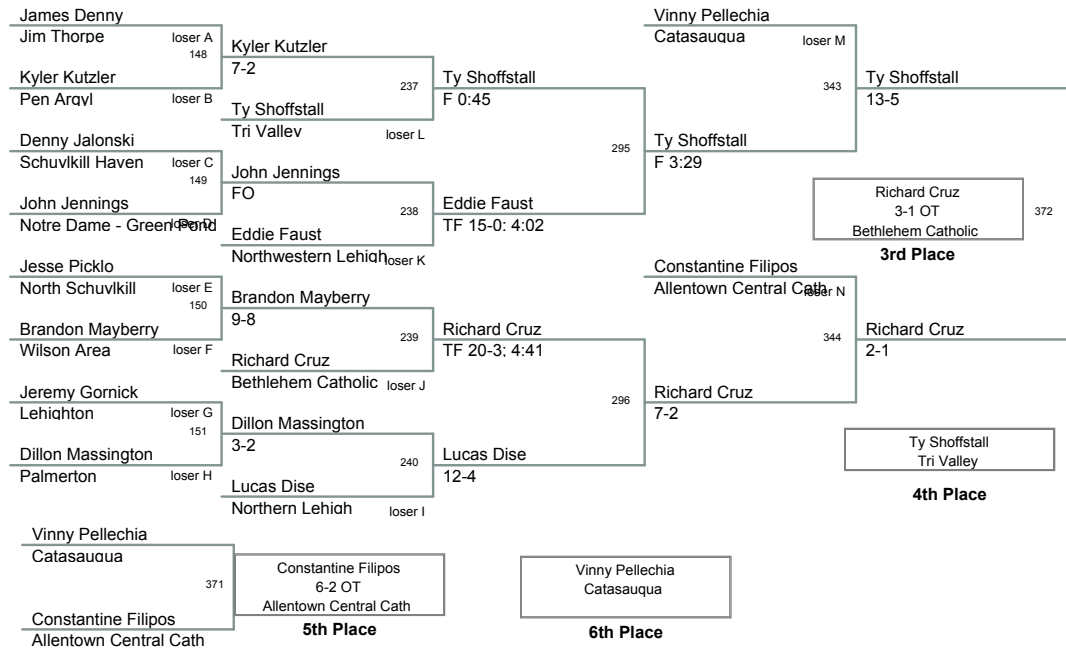 James Denny
Jim Thorpe
loser A
148
Kyler Kutzler
Pen Argyl
loser B
Denny Jalonski
Schuylkill Haven
loser C
149
John Jennings
Notre Dame - Green Pond
loser D
Jesse Picklo
North Schuylkill
loser E
150
Brandon Mayberry
Wilson Area
loser F
Jeremy Gornick
Lehighton
loser G
151
Dillon Massington
Palmerton
loser H
Kyler Kutzler
7-2
237
Ty Shoffstall
Tri Valley
loser L
John Jennings
FO
238
Eddie Faust
Northwestern Lehigh
loser K
Brandon Mayberry
9-8
239
Richard Cruz
Bethlehem Catholic
loser J
Dillon Massington
3-2
240
Lucas Dise
Northern Lehigh
loser I
Ty Shoffstall
F 0:45
295
Eddie Faust
TF 15-0; 4:02
Richard Cruz
TF 20-3; 4:41
296
Lucas Dise
12-4
Vinny Pellechia
Catasauqua
loser M
343
Ty Shoffstall
F 3:29
Constantine Filipos
Allentown Central Cath
loser N
344
Richard Cruz
7-2
Ty Shoffstall
13-5
Richard Cruz
3-1 OT
Bethlehem Catholic
372
3rd Place
Richard Cruz
2-1
Ty Shoffstall
Tri Valley
4th Place
Vinny Pellechia
Catasauqua
371
Constantine Filipos
Allentown Central Cath
Constantine Filipos
6-2 OT
Allentown Central Cath
5th Place
Vinny Pellechia
Catasauqua
6th Place